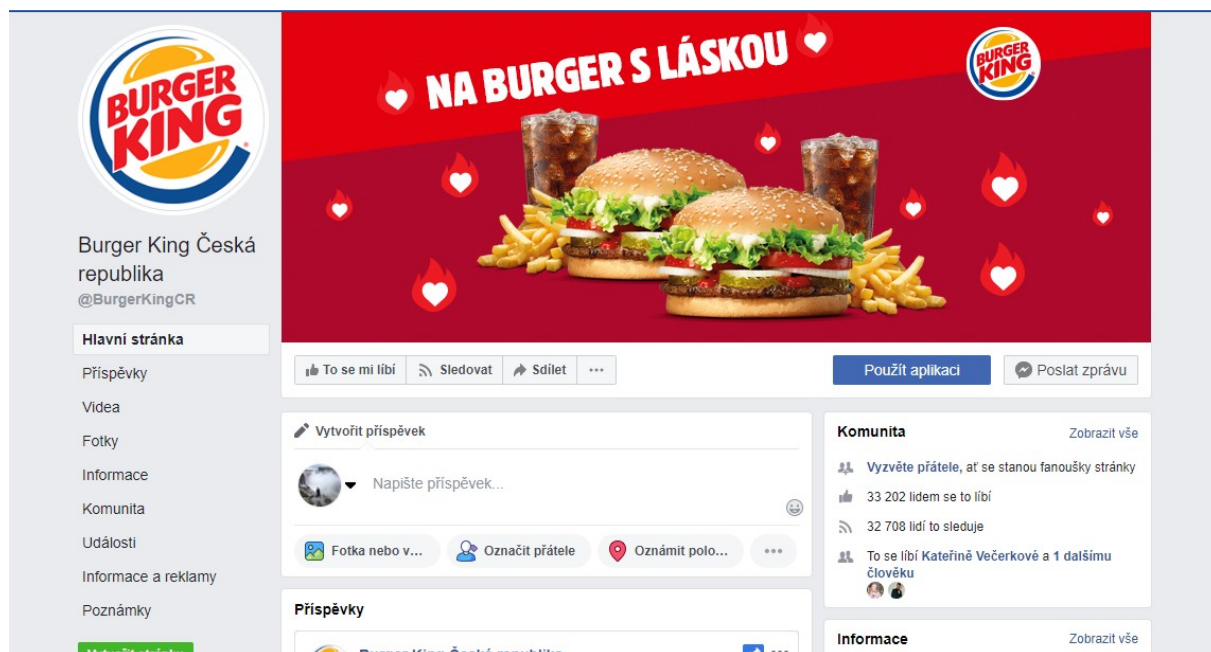 BURGER
KING
NA BURGER S LÁSKOU
BURGER
KING
Burger King Česká
republika
@BurgerKingCR
Hlavní stránka
Příspěvky
Videa
Fotky
Informace
Komunita
Události
Informace a reklamy
Poznámky
To se mi líbí
Sledovat
Sdílet
Použít aplikaci
Poslat zprávu
Vytvořit příspěvek
Napište příspěvek...
Fotka nebo v...
Označit přátele
Oznámit polo...
Příspěvky
Burger King Česká republika
Komunita
Zobrazit vše
Vyzvěte přátele, ať se stanou fanoušky stránky
33 202 lidem se to líbí
32 708 lidí to sleduje
To se líbí Kateřině Večerkové a 1 dalšímu
člověku
Informace
Zobrazit vše